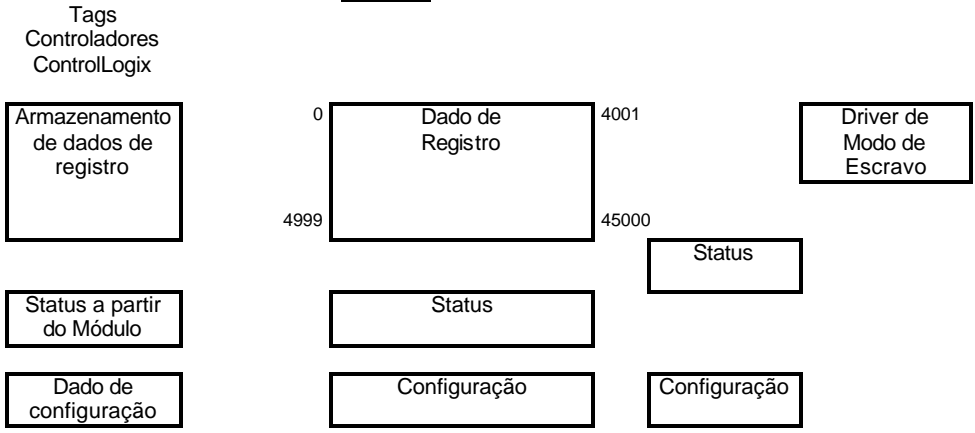 Tags
Controladores
ControlLogix
Armazenamento
de dados de
registro
0
Dado de
Registro
4001
Driver de
Modo de
Escravo
4999
45000
Status
Status a partir
do Módulo
Status
Dado de
configuração
Configuração
Configuração